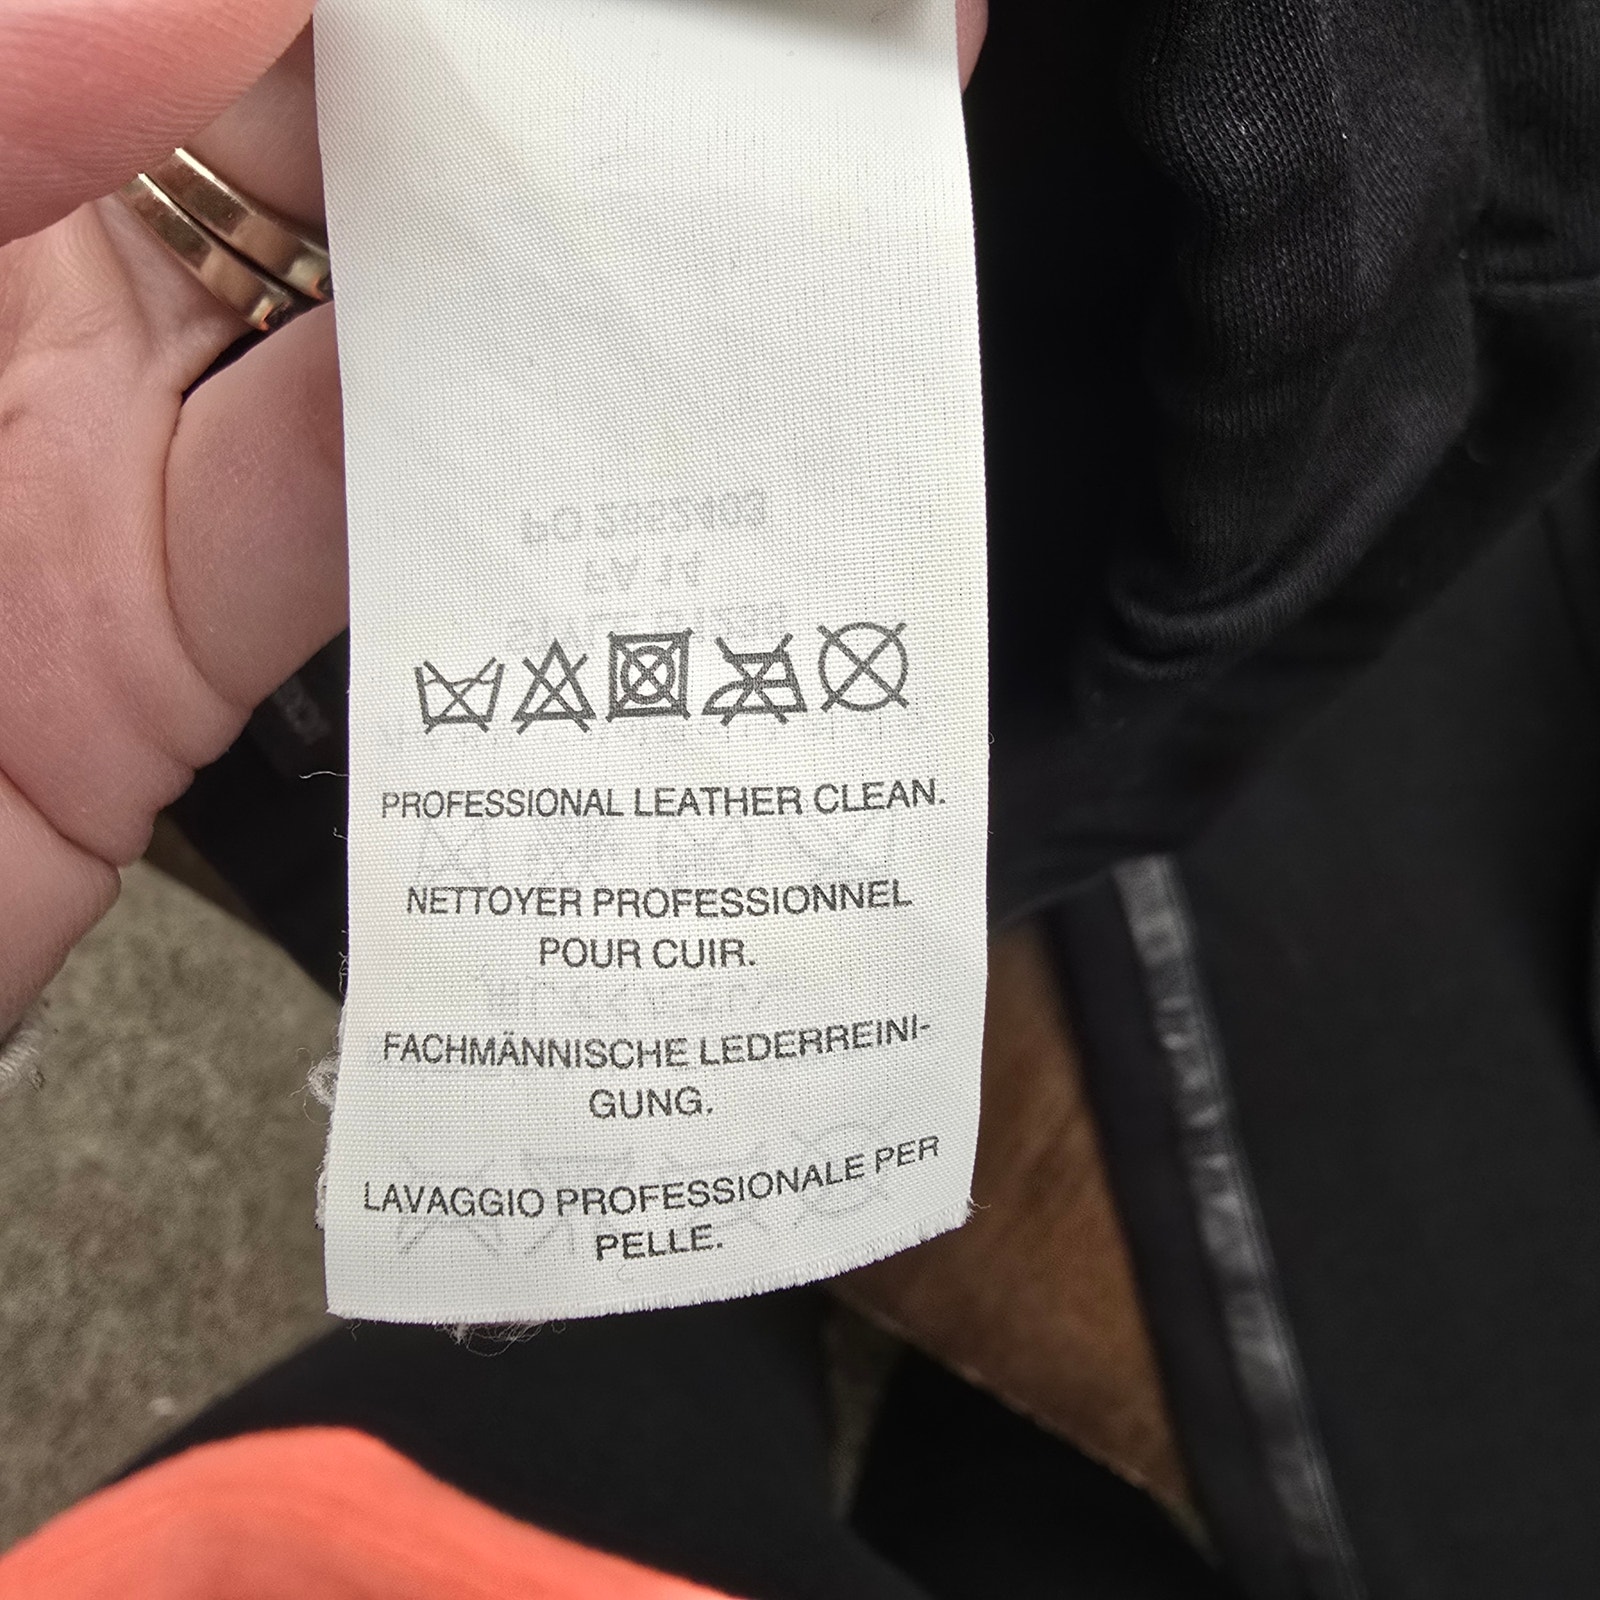 PROFESSIONAL LEATHER CLEAN.
NETTOYER PROFESSIONNEL
POUR CUIR.
FACHMÄNNISCHE LEDERREINI-
GUNG.
LAVAGGIO PROFESSIONALE PER
PELLE.